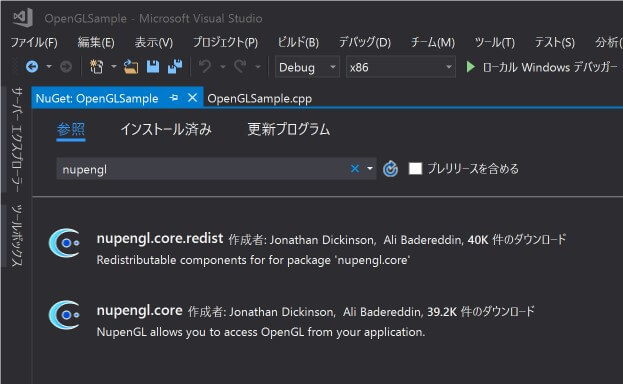 OpenGLSample - Microsoft Visual Studio
ファイル(F) 編集(E) 表示(V) プロジェクト(P) ビルド(B) デバッグ(D) チーム(M) ツール(T) テスト(S) 分析(
Debug x86 ローカル Windows デバッガー
サーバー エクスプローラー
ツールボックス
NuGet: OpenGLSample OpenGLSample.cpp
参照 インストール済み 更新プログラム
nupengl プレリリースを含める
nupengl.core.redist 作成者: Jonathan Dickinson, Ali Badereddin, 40K 件のダウンロード
Redistributable components for for package 'nupengl.core'
nupengl.core 作成者: Jonathan Dickinson, Ali Badereddin, 39.2K 件のダウンロード
NupenGL allows you to access OpenGL from your application.